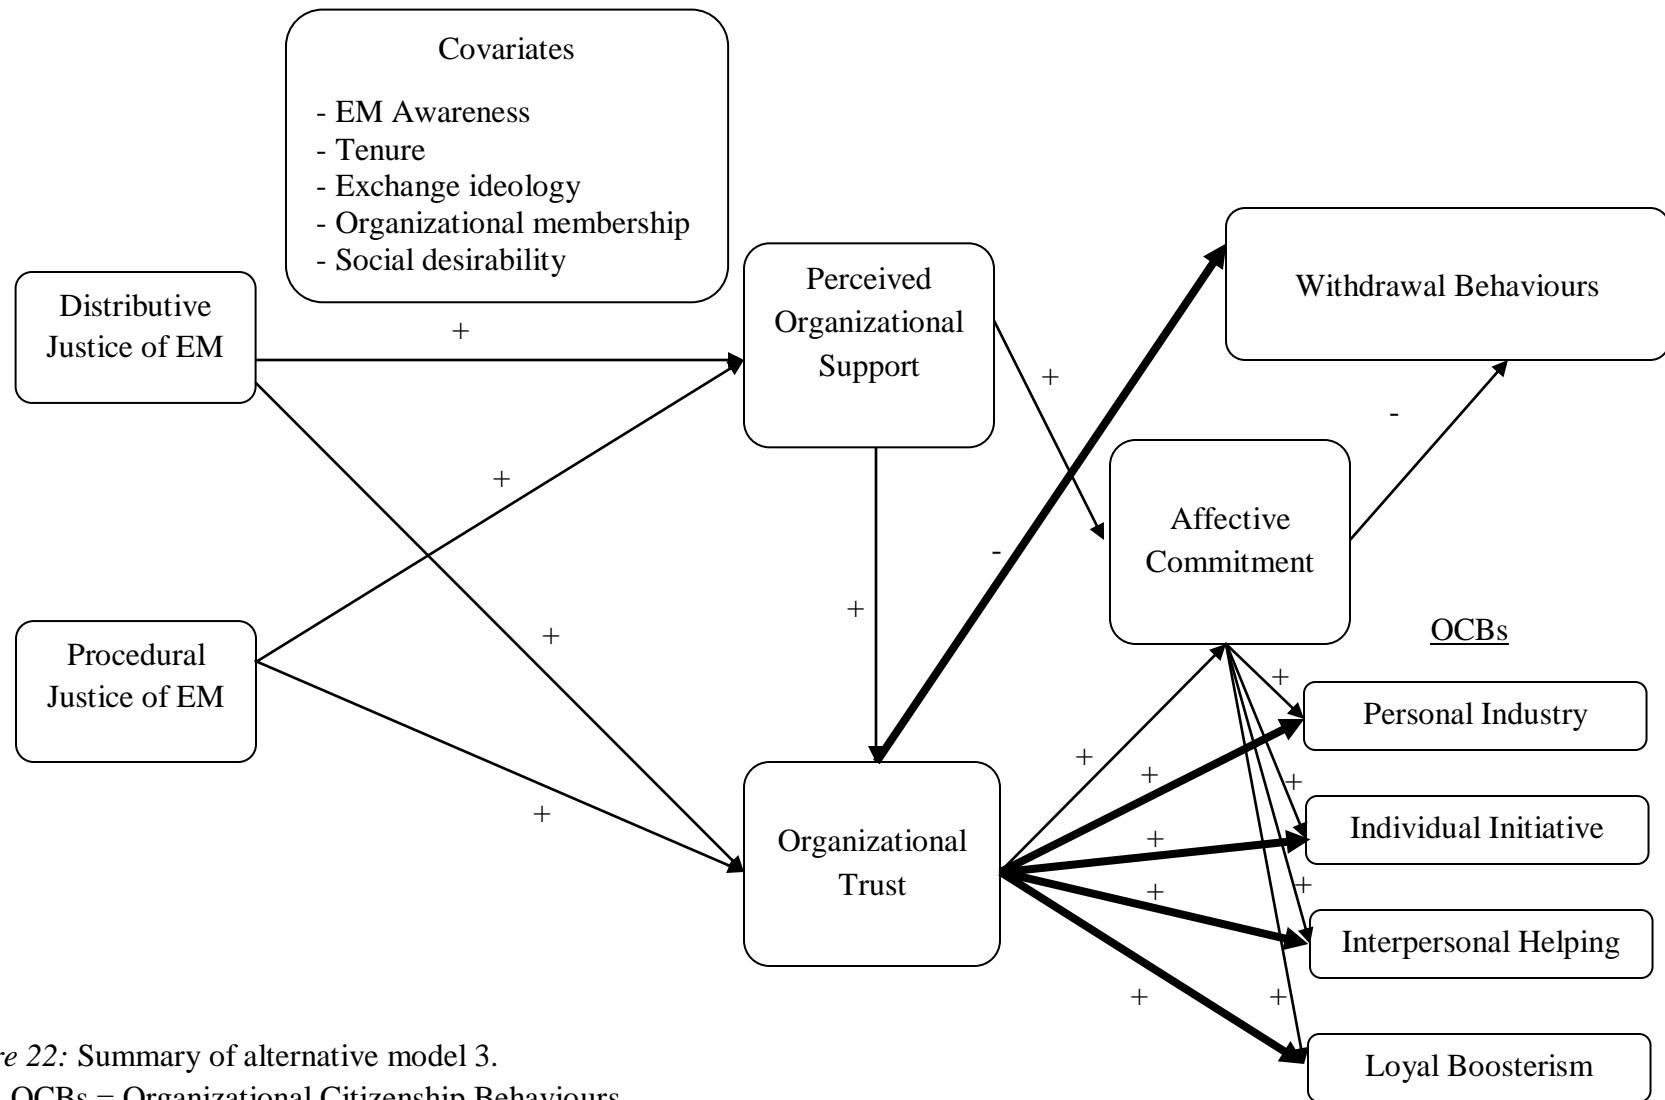 Covariates
- EM Awareness
- Tenure
- Exchange ideology
- Organizational membership
- Social desirability
Distributive
Justice of EM
+
Perceived
Organizational
Support
Withdrawal Behaviours
+
-
+
Affective
Commitment
-
+
+
Procedural
Justice of EM
+
OCBs
+
Personal Industry
+
+
+
+
Organizational
Trust
+
Individual Initiative
+
+
Interpersonal Helping
+
+
Loyal Boosterism
re 22: Summary of alternative model 3.
OCBs = Organizational Citizenship Behaviours